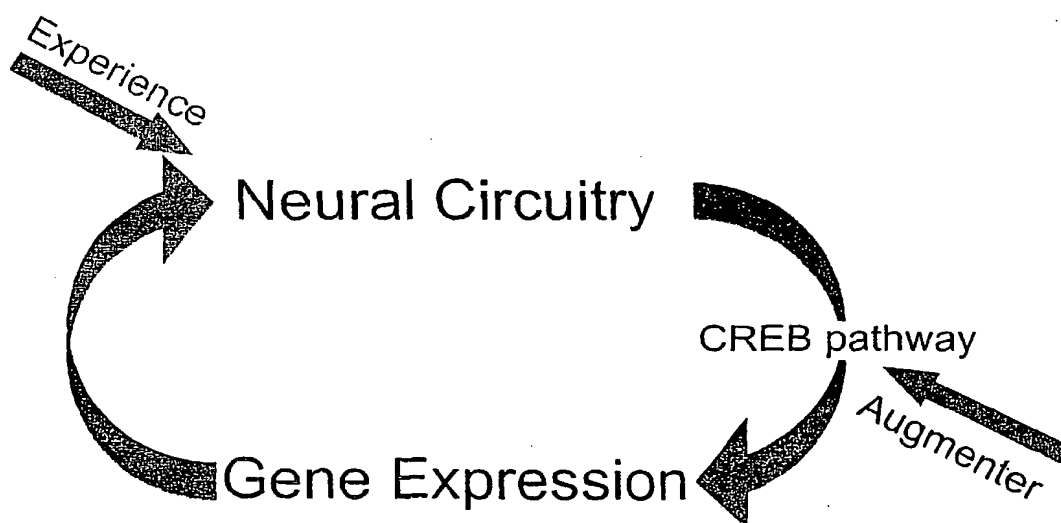 Experience
Neural Circuitry
CREB pathway
Augmenter
Gene Expression